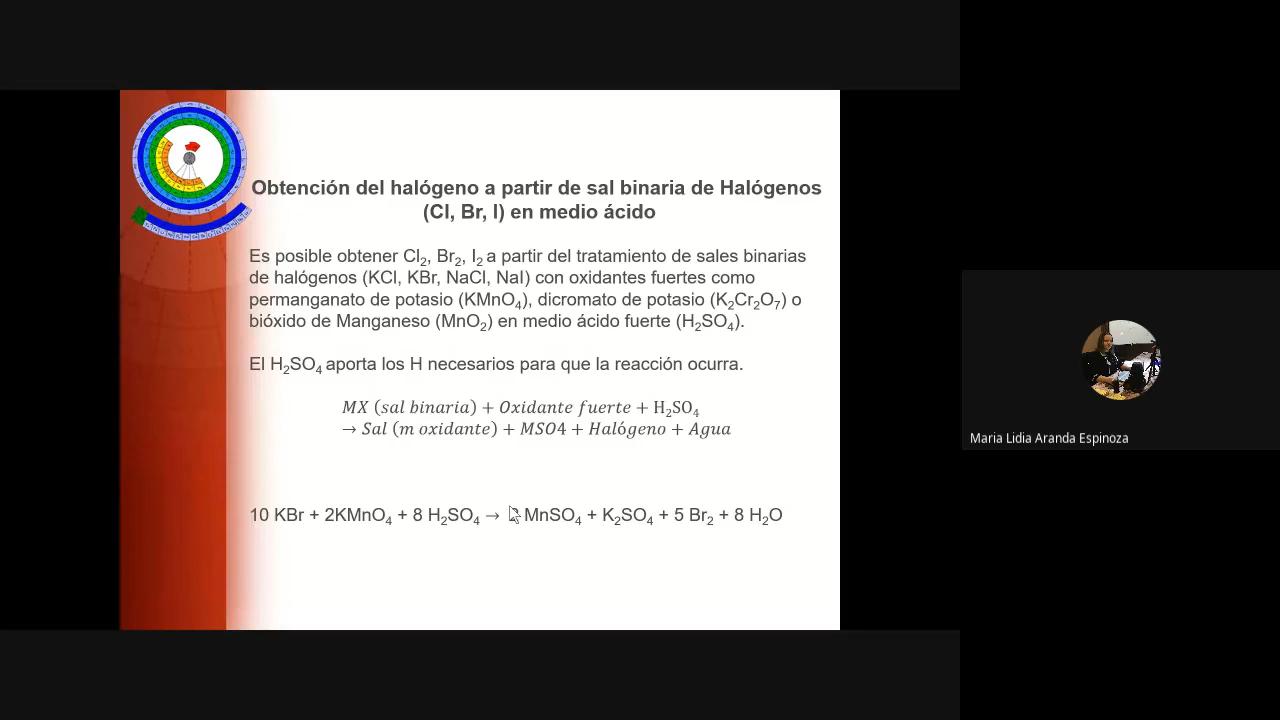 Obtención del halógeno a partir de sal binaria de Halógenos
(Cl, Br, I) en medio ácido
Es posible obtener Cl₂, Br₂, I₂ a partir del tratamiento de sales binarias
de halógenos (KCl, KBr, NaCl, NaI) con oxidantes fuertes como
permanganato de potasio (KMnO₄), dicromato de potasio (K₂Cr₂O₇) o
bióxido de Manganeso (MnO₂) en medio ácido fuerte (H₂SO₄).
El H₂SO₄ aporta los H necesarios para que la reacción ocurra.
MX (sal binaria) + Oxidante fuerte + H₂SO₄
→ Sal (m oxidante) + MSO4 + Halógeno + Agua
10 KBr + 2KMnO₄ + 8 H₂SO₄ → MnSO₄ + K₂SO₄ + 5 Br₂ + 8 H₂O
Maria Lidia Aranda Espinoza